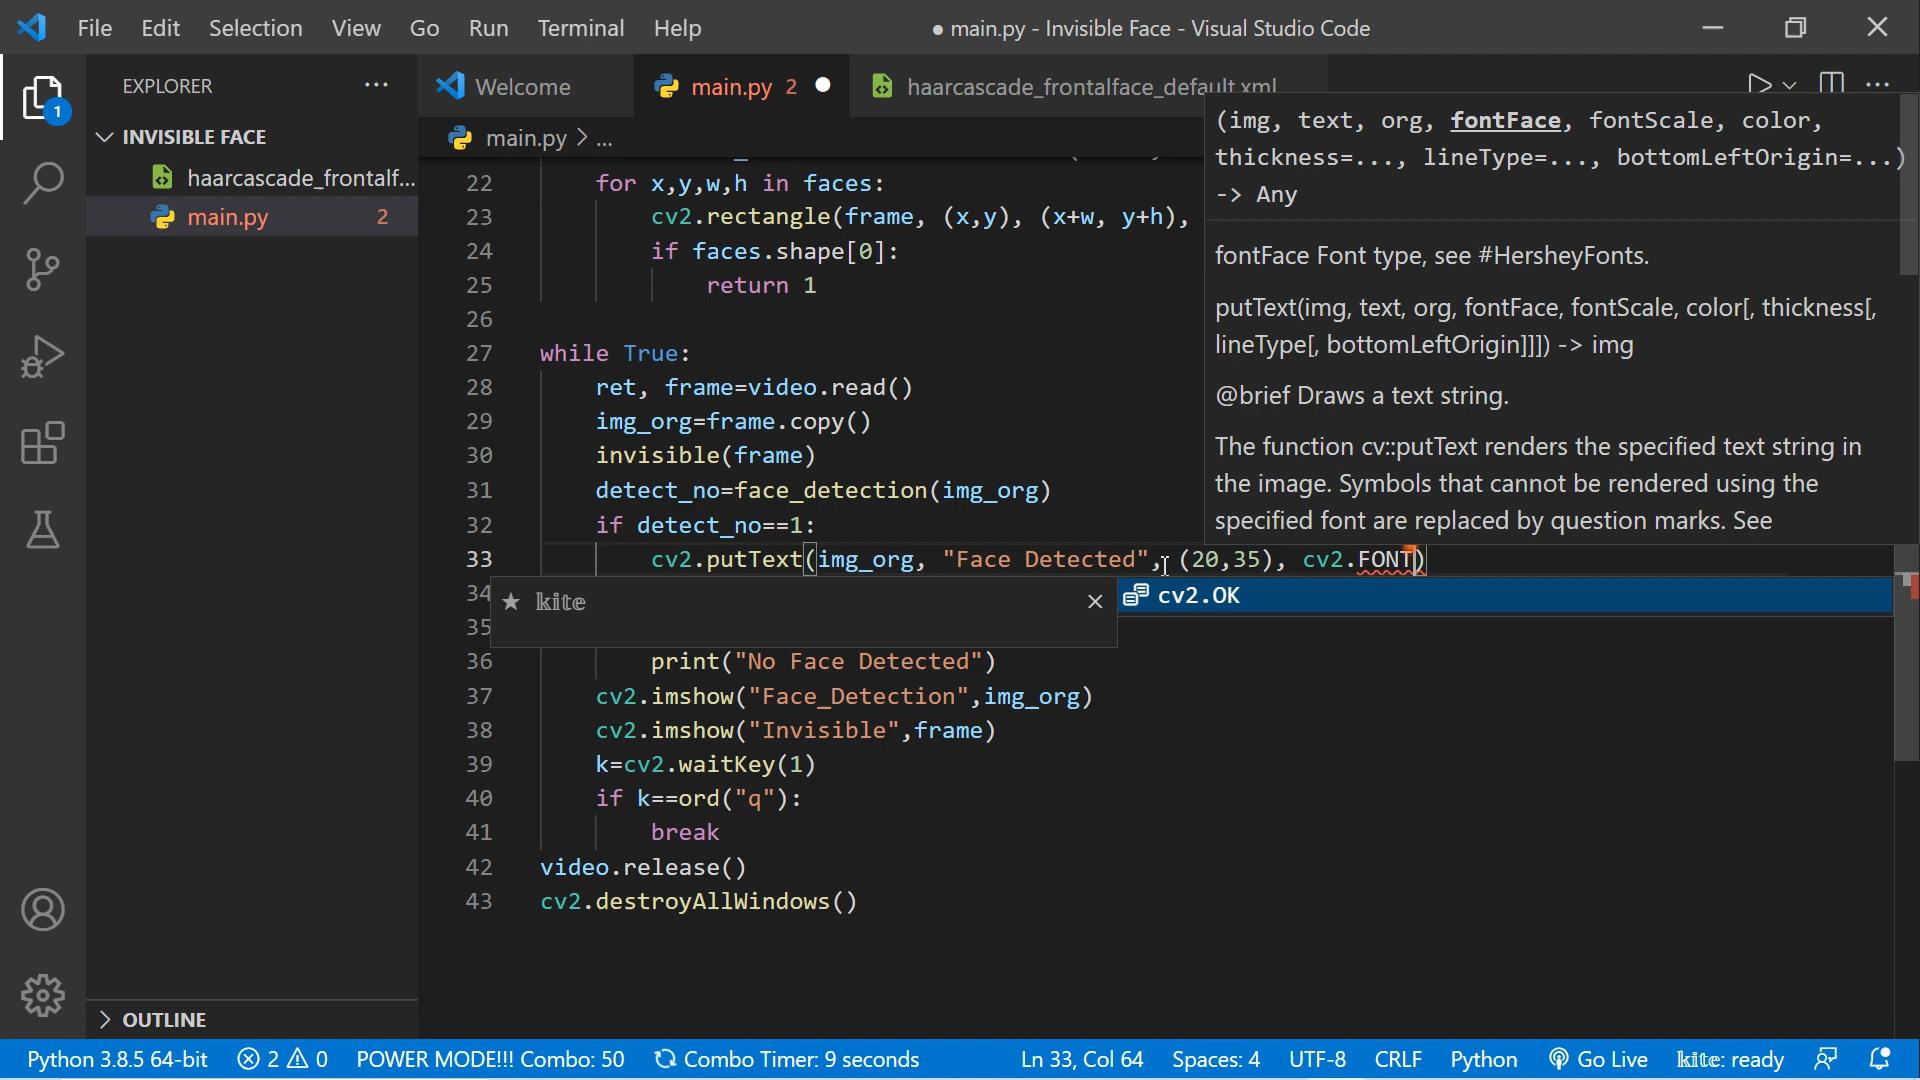 File Edit Selection View Go Run Terminal Help
● main.py - Invisible Face - Visual Studio Code
EXPLORER
Welcome
main.py 2
haarcascade_frontalface_default.xml
1
INVISIBLE FACE
haarcascade_frontalf...
main.py 2
main.py > ...
22 for x,y,w,h in faces:
23 cv2.rectangle(frame, (x,y), (x+w, y+h),
24 if faces.shape[0]:
25 return 1
26
27 while True:
28 ret, frame=video.read()
29 img_org=frame.copy()
30 invisible(frame)
31 detect_no=face_detection(img_org)
32 if detect_no==1:
33 cv2.putText(img_org, "Face Detected", (20,35), cv2.FONT)
34
35
36 print("No Face Detected")
37 cv2.imshow("Face_Detection",img_org)
38 cv2.imshow("Invisible",frame)
39 k=cv2.waitKey(1)
40 if k==ord("q"):
41 break
42 video.release()
43 cv2.destroyAllWindows()
(img, text, org, fontFace, fontScale, color,
thickness=..., lineType=..., bottomLeftOrigin=...)
-> Any
fontFace Font type, see #HersheyFonts.
putText(img, text, org, fontFace, fontScale, color[, thickness[,
lineType[, bottomLeftOrigin]]]) -> img
@brief Draws a text string.
The function cv::putText renders the specified text string in
the image. Symbols that cannot be rendered using the
specified font are replaced by question marks. See
kite
cv2.OK
OUTLINE
Python 3.8.5 64-bit 2 0 POWER MODE!!! Combo: 50 Combo Timer: 9 seconds Ln 33, Col 64 Spaces: 4 UTF-8 CRLF Python Go Live kite: ready